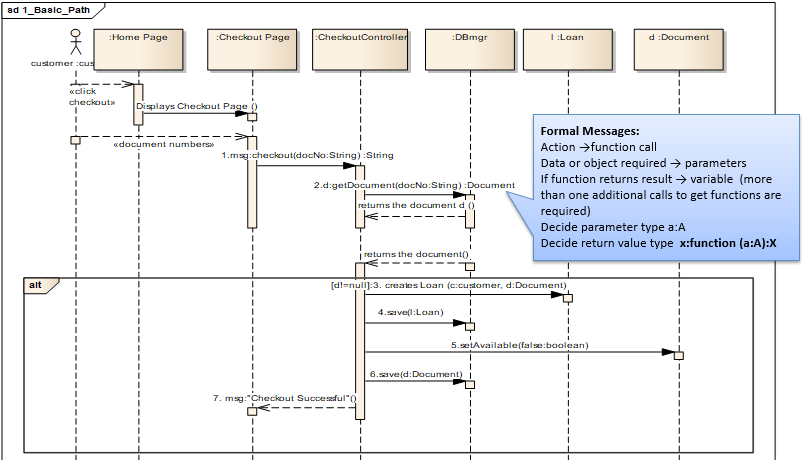 sd 1_Basic_Path
:Home Page
:Checkout Page
:CheckoutController
:DBmgr
l :Loan
d :Document
customer :cus
«click
checkout»
Displays Checkout Page ()
«document numbers»
1.msg:checkout(docNo:String) :String
2.d:getDocument(docNo:String) :Document
returns the document d ()
Formal Messages:
Action →function call
Data or object required → parameters
If function returns result → variable (more
than one additional calls to get functions are
required)
Decide parameter type a:A
Decide return value type x:function (a:A):X
returns the document()
alt
[d!=null]:3. creates Loan (c:customer, d:Document)
4.save(l:Loan)
5.setAvailable(false:boolean)
6.save(d:Document)
7. msg:"Checkout Successful"()